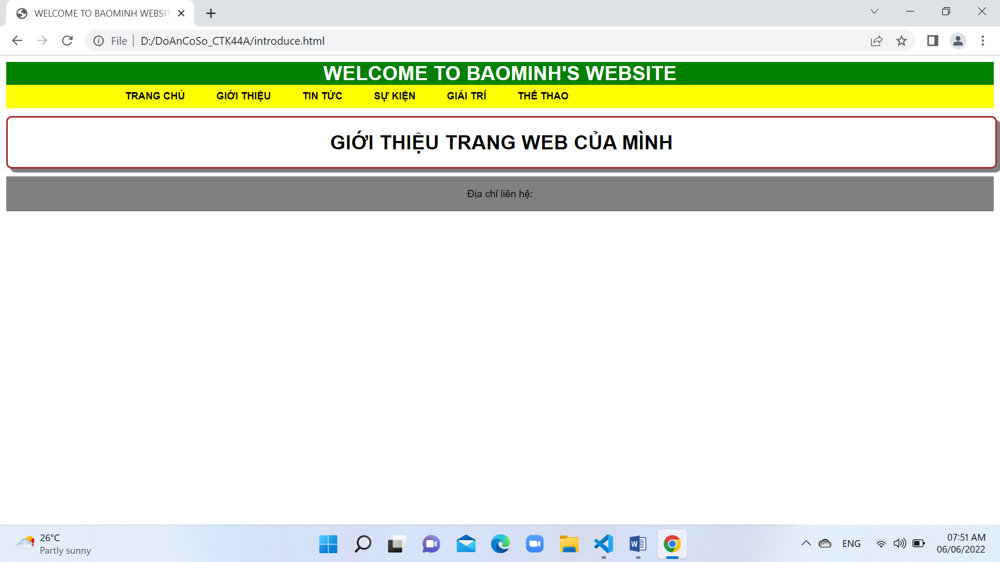 WELCOME TO BAOMINH WEBSIT
File D:/DoAnCoSo_CTK44A/introduce.html
WELCOME TO BAOMINH'S WEBSITE
TRANG CHỦ GIỚI THIỆU TIN TỨC SỰ KIỆN GIẢI TRÍ THỂ THAO
GIỚI THIỆU TRANG WEB CỦA MÌNH
Địa chỉ liên hệ:
26°C
Partly sunny
ENG
07:51 AM
06/06/2022